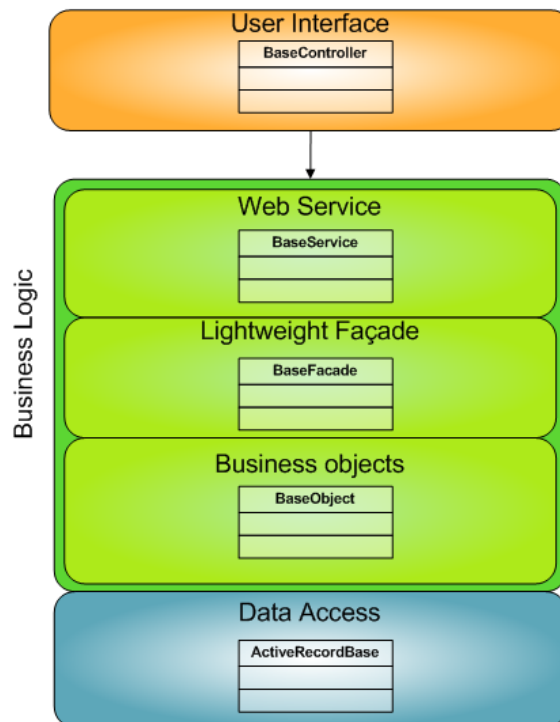 User Interface
BaseController
Business Logic
Web Service
BaseService
Lightweight Façade
BaseFacade
Business objects
BaseObject
Data Access
ActiveRecordBase